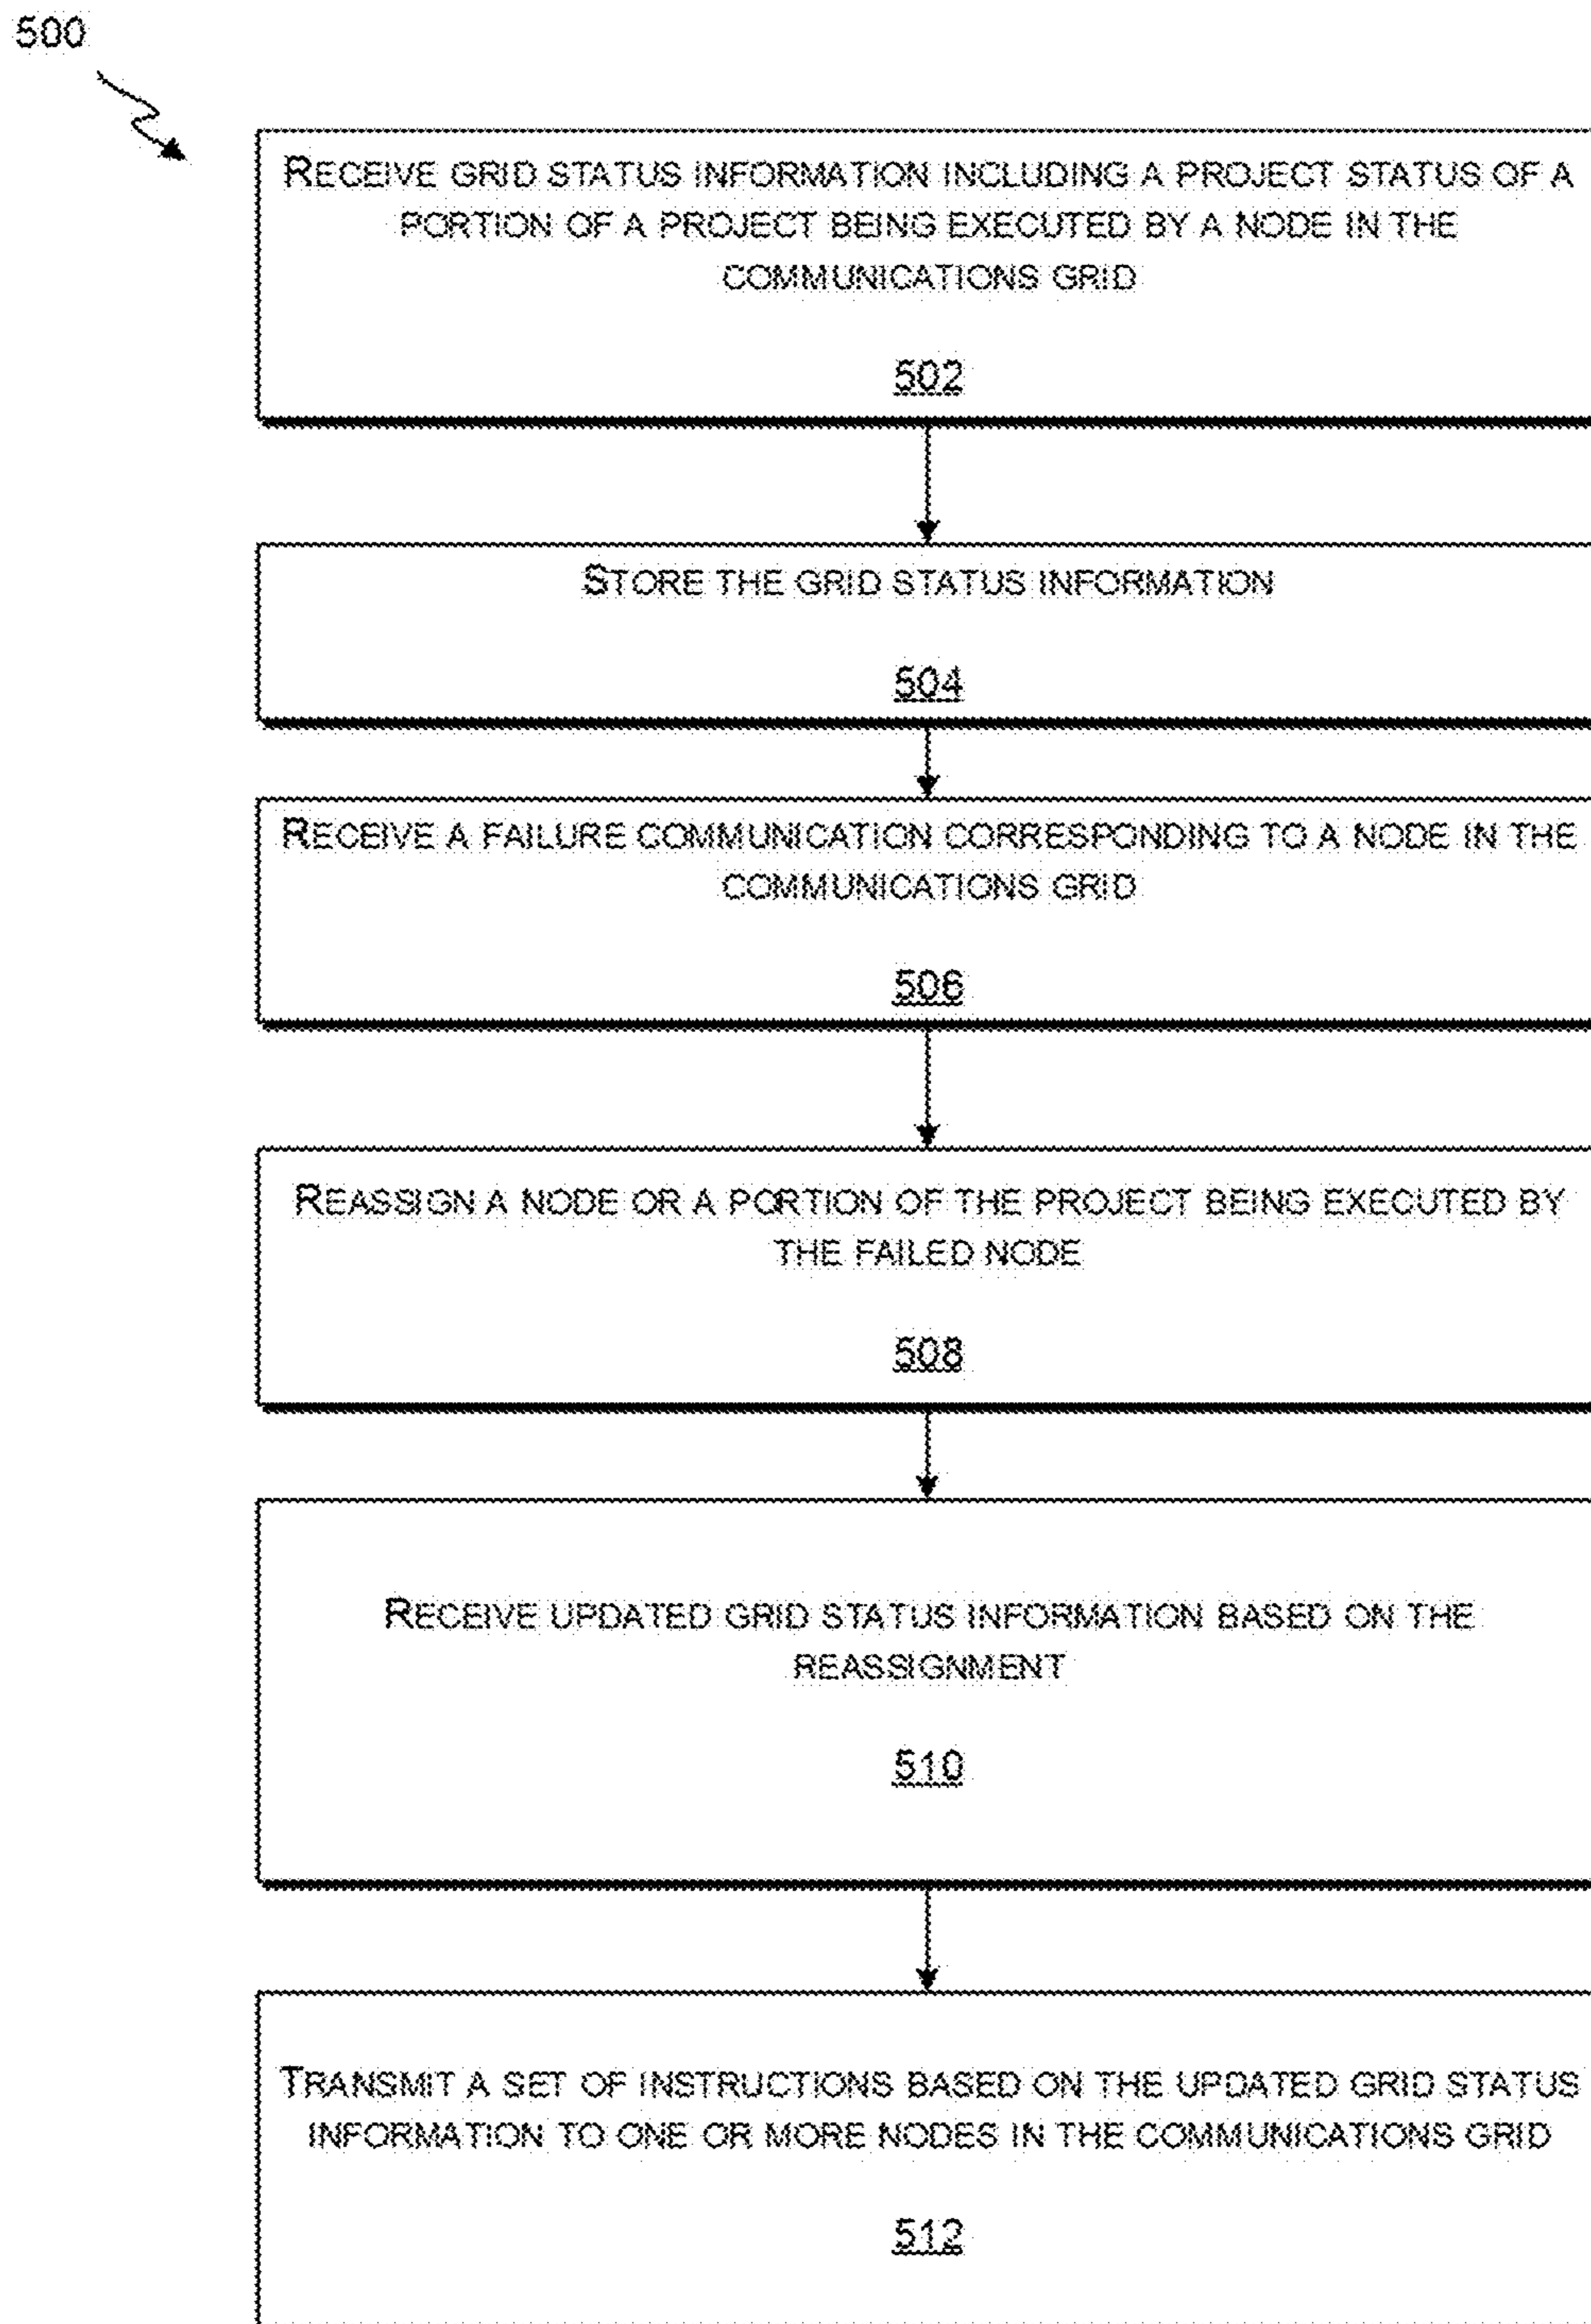 500
RECEIVE GRID STATUS INFORMATION INCLUDING A PROJECT STATUS OF A
PORTION OF A PROJECT BEING EXECUTED BY A NODE IN THE
COMMUNICATIONS GRID
502
STORE THE GRID STATUS INFORMATION
504
RECEIVE A FAILURE COMMUNICATION CORRESPONDING TO A NODE IN THE
COMMUNICATIONS GRID
506
REASSIGN A NODE OR A PORTION OF THE PROJECT BEING EXECUTED BY
THE FAILED NODE
508
RECEIVE UPDATED GRID STATUS INFORMATION BASED ON THE
REASSIGNMENT
510
TRANSMIT A SET OF INSTRUCTIONS BASED ON THE UPDATED GRID STATUS
INFORMATION TO ONE OR MORE NODES IN THE COMMUNICATIONS GRID
512